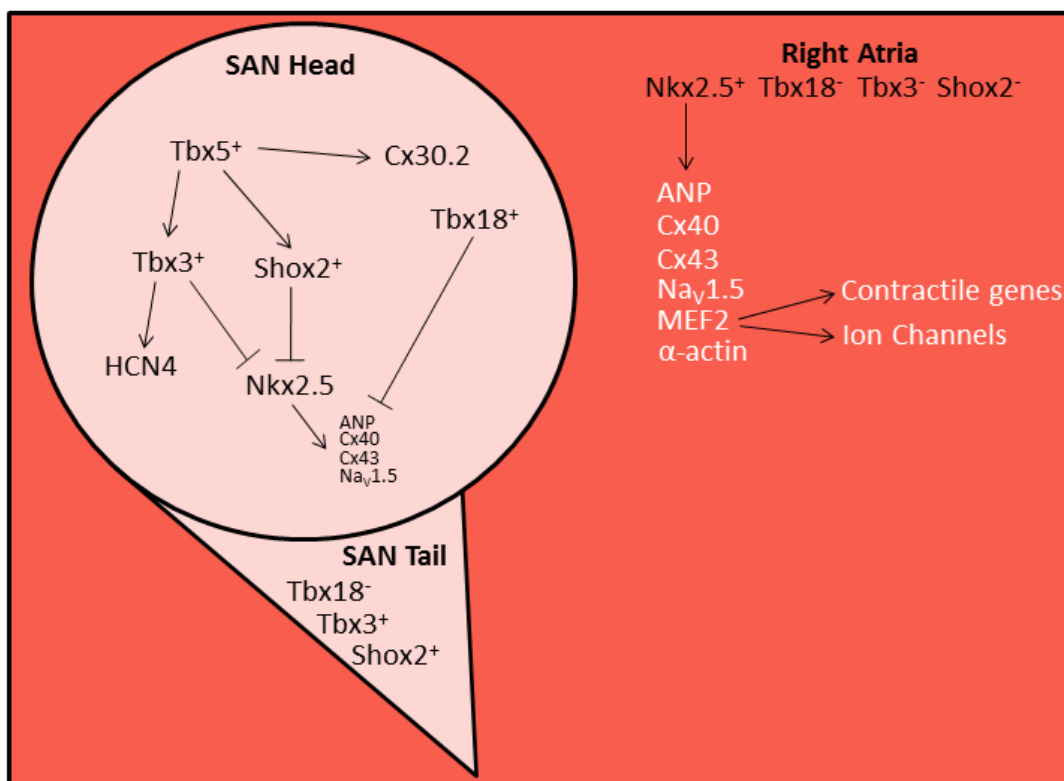 SAN Head
Tbx5⁺
Cx30.2
Tbx18⁺
Tbx3⁺
Shox2⁺
HCN4
Nkx2.5
ANP
Cx40
Cx43
Naᵥ1.5
SAN Tail
Tbx18⁻
Tbx3⁺
Shox2⁺
Right Atria
Nkx2.5⁺ Tbx18⁻ Tbx3⁻ Shox2⁻
ANP
Cx40
Cx43
Naᵥ1.5
MEF2
α-actin
Contractile genes
Ion Channels